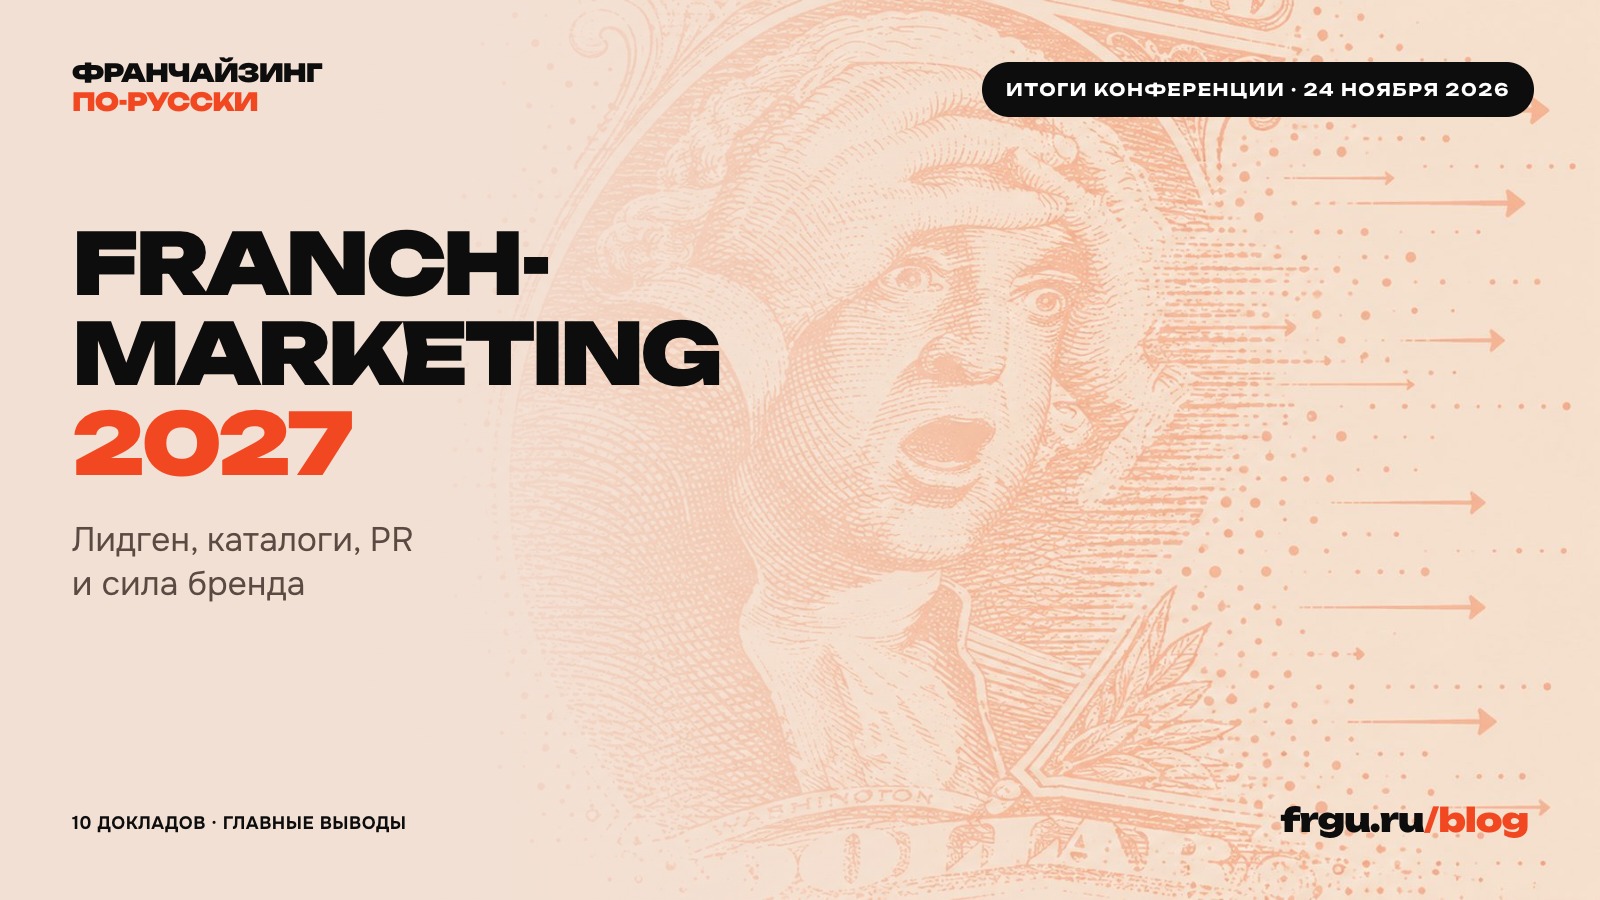 ФРАНЧАЙЗИНГ
ПО-РУССКИ
ИТОГИ КОНФЕРЕНЦИИ · 24 НОЯБРЯ 2026
FRANCH-
MARKETING
2027
Лидген, каталоги, PR
и сила бренда
10 ДОКЛАДОВ · ГЛАВНЫЕ ВЫВОДЫ
frgu.ru/blog